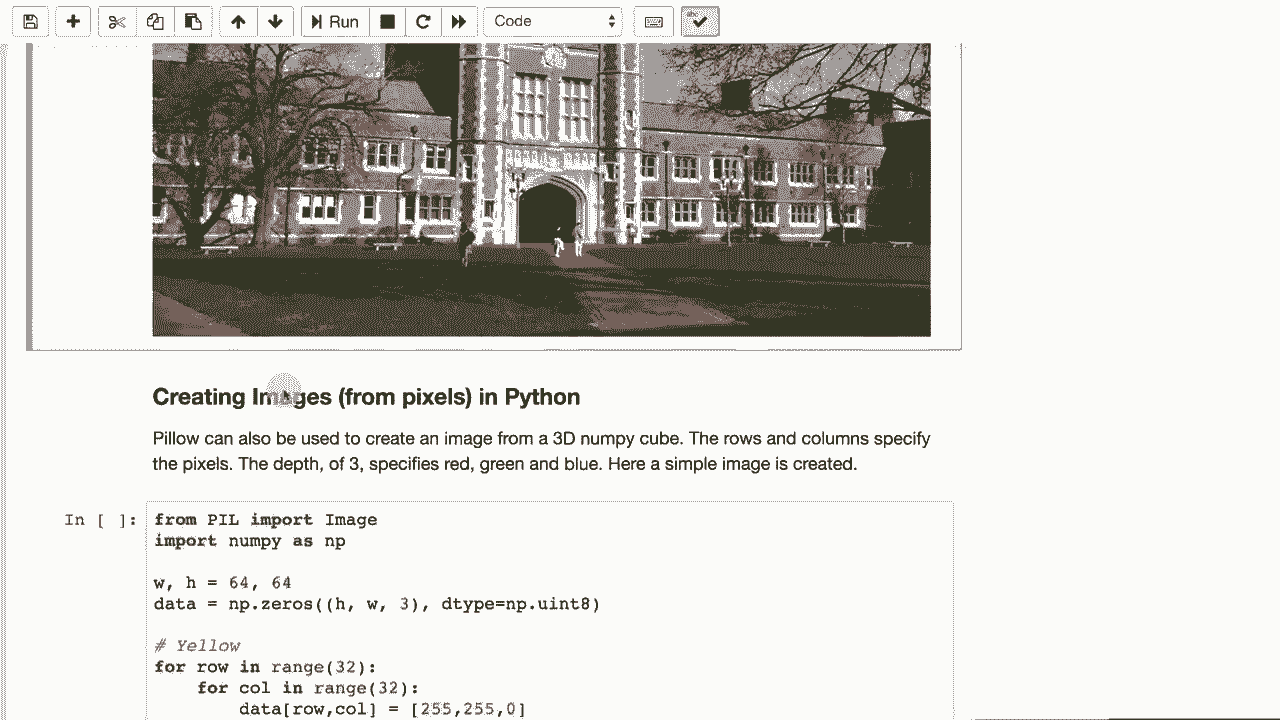 Run
Code
Creating Images (from pixels) in Python
Pillow can also be used to create an image from a 3D numpy cube. The rows and columns specify
the pixels. The depth, of 3, specifies red, green and blue. Here a simple image is created.
In [ ]:
from PIL import Image
import numpy as np
w, h = 64, 64
data = np.zeros((h, w, 3), dtype=np.uint8)
# Yellow
for row in range(32):
    for col in range(32):
        data[row,col] = [255,255,0]